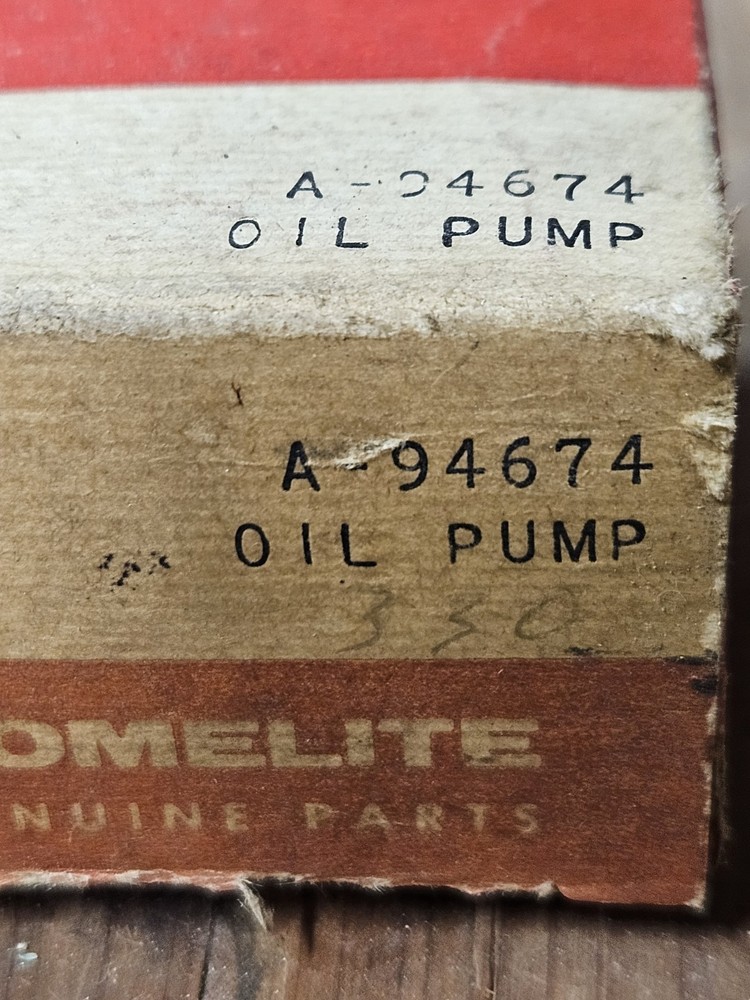 A-94674
OIL PUMP
A-94674
OIL PUMP
350
OMELITE
NUINE PARTS